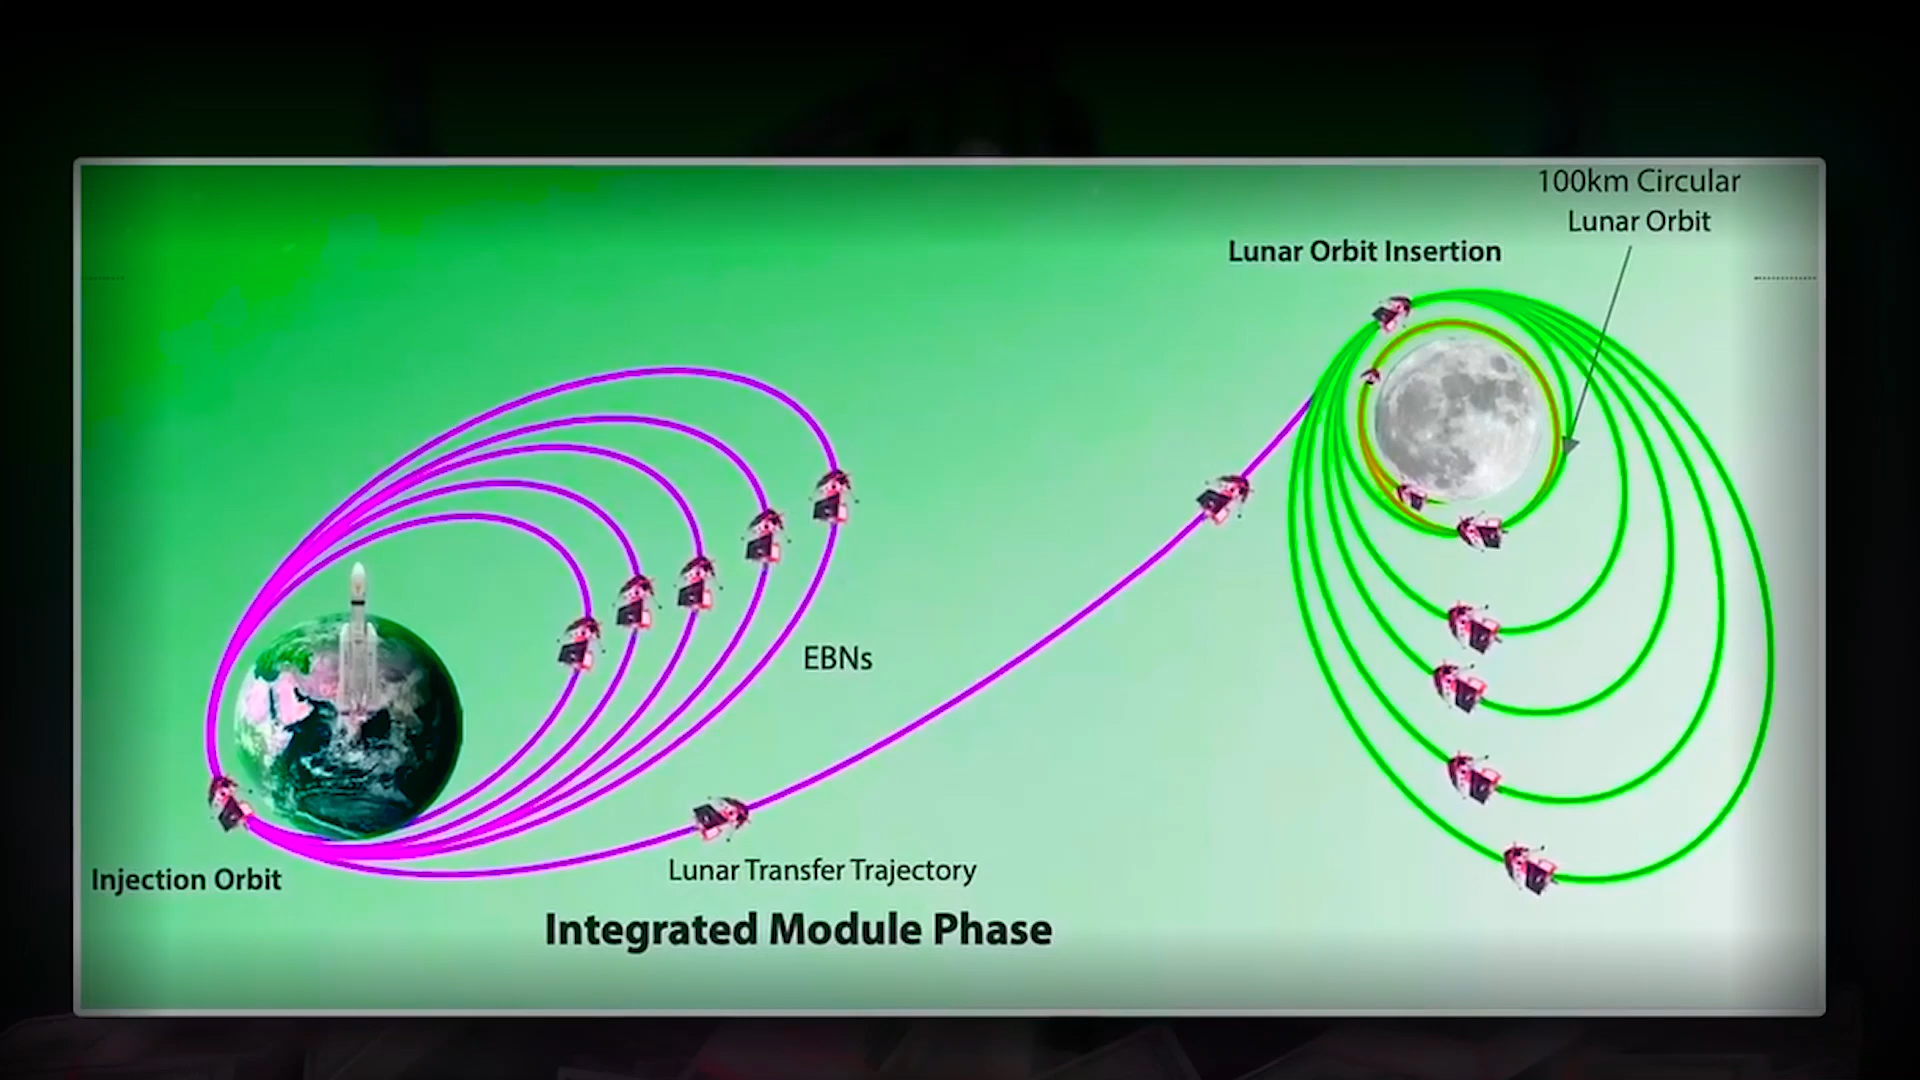 100km Circular
Lunar Orbit
Lunar Orbit Insertion
EBNs
Lunar Transfer Trajectory
Injection Orbit
Integrated Module Phase